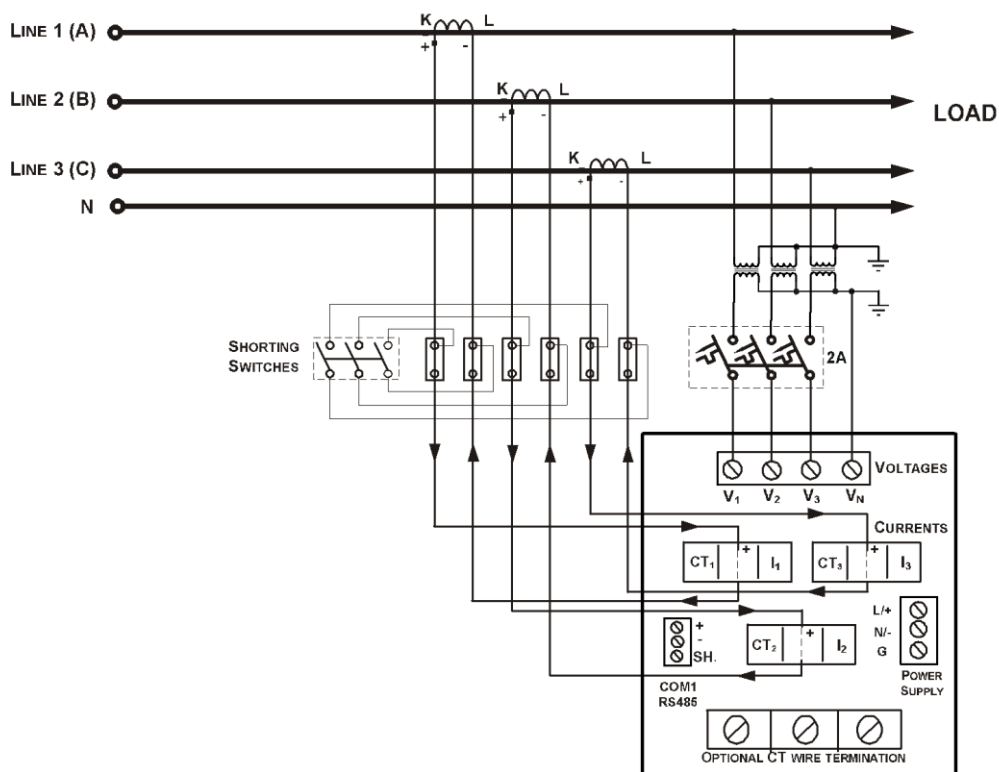 K L
LINE 1 (A)
+ -
K L
LINE 2 (B)
+ -
LOAD
K L
LINE 3 (C)
+ -
N
SHORTING
SWITCHES
2A
VOLTAGES
V₁ V₂ V₃ VN
CURRENTS
CT₁ + I₁
CT₃ + I₃
L/+
N/-
G
POWER
SUPPLY
+
-
SH.
COM1
RS485
CT₂ + I₂
OPTIONAL CT WIRE TERMINATION